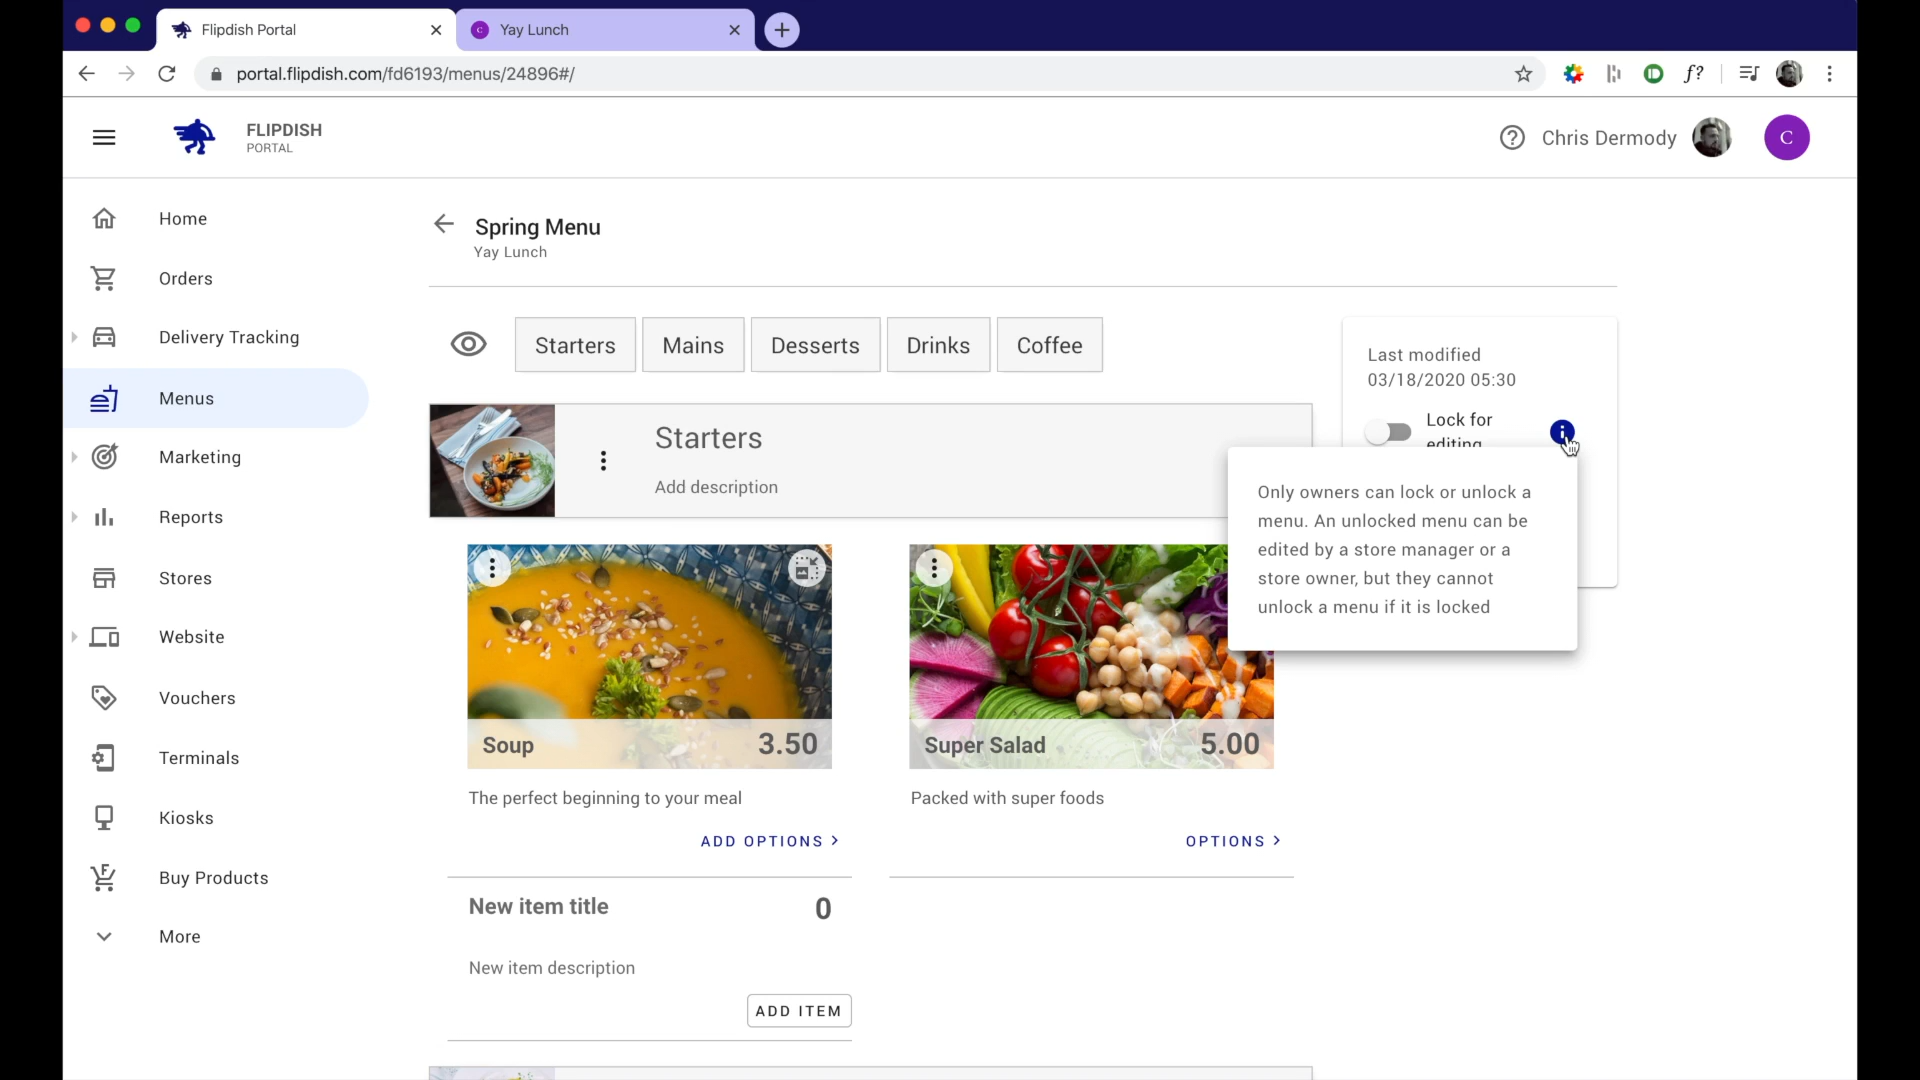 Flipdish Portal
Yay Lunch
portal.flipdish.com/fd6193/menus/24896#/
f?
FLIPDISH
PORTAL
Chris Dermody
C
Home
Orders
Delivery Tracking
Menus
Marketing
Reports
Stores
Website
Vouchers
Terminals
Kiosks
Buy Products
More
Spring Menu
Yay Lunch
Starters
Mains
Desserts
Drinks
Coffee
Last modified
03/18/2020 05:30
Lock for
editing
Only owners can lock or unlock a
menu. An unlocked menu can be
edited by a store manager or a
store owner, but they cannot
unlock a menu if it is locked
Starters
Add description
Soup 3.50
The perfect beginning to your meal
ADD OPTIONS >
Super Salad 5.00
Packed with super foods
OPTIONS >
New item title 0
New item description
ADD ITEM